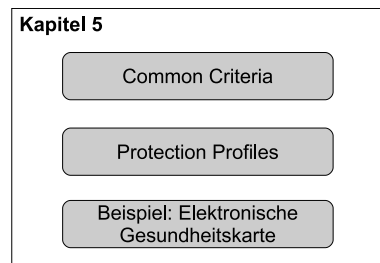 Kapitel 5
Common Criteria
Protection Profiles
Beispiel: Elektronische
Gesundheitskarte